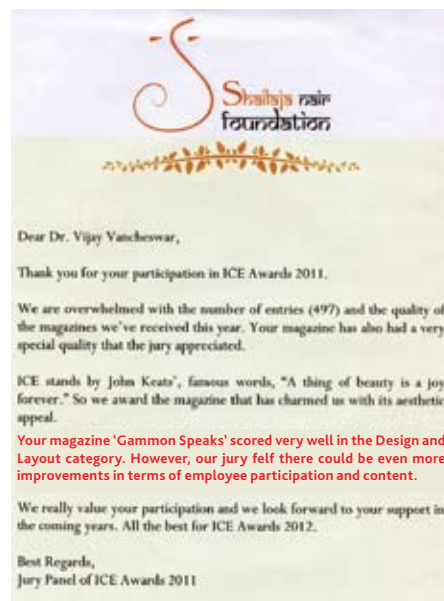 Shailaja nair
foundation
Dear Dr. Vijay Vancheswar,
Thank you for your participation in ICE Awards 2011.
We are overwhelmed with the number of entries (497) and the quality of
the magazines we've received this year. Your magazine has also had a very
special quality that the jury appreciated.
ICE stands by John Keats', famous words, "A thing of beauty is a joy
forever." So we award the magazine that has charmed us with its aesthetic
appeal.
Your magazine 'Gammon Speaks' scored very well in the Design and
Layout category. However, our jury felf there could be even more
improvements in terms of employee participation and content.
We really value your participation and we look forward to your support in
the coming years. All the best for ICE Awards 2012.
Best Regards,
Jury Panel of ICE Awards 2011